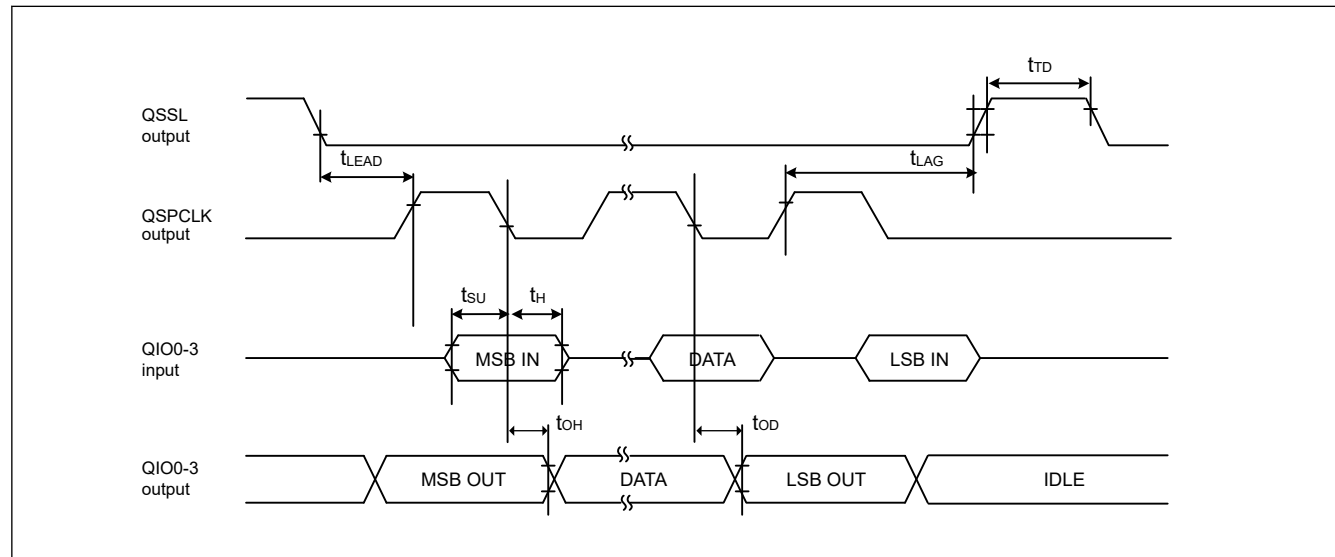 tTD
QSSL
output
tLEAD
tLAG
QSPCLK
output
tSU
tH
QIO0-3
input
MSB IN
DATA
LSB IN
tOH
tOD
QIO0-3
output
MSB OUT
DATA
LSB OUT
IDLE